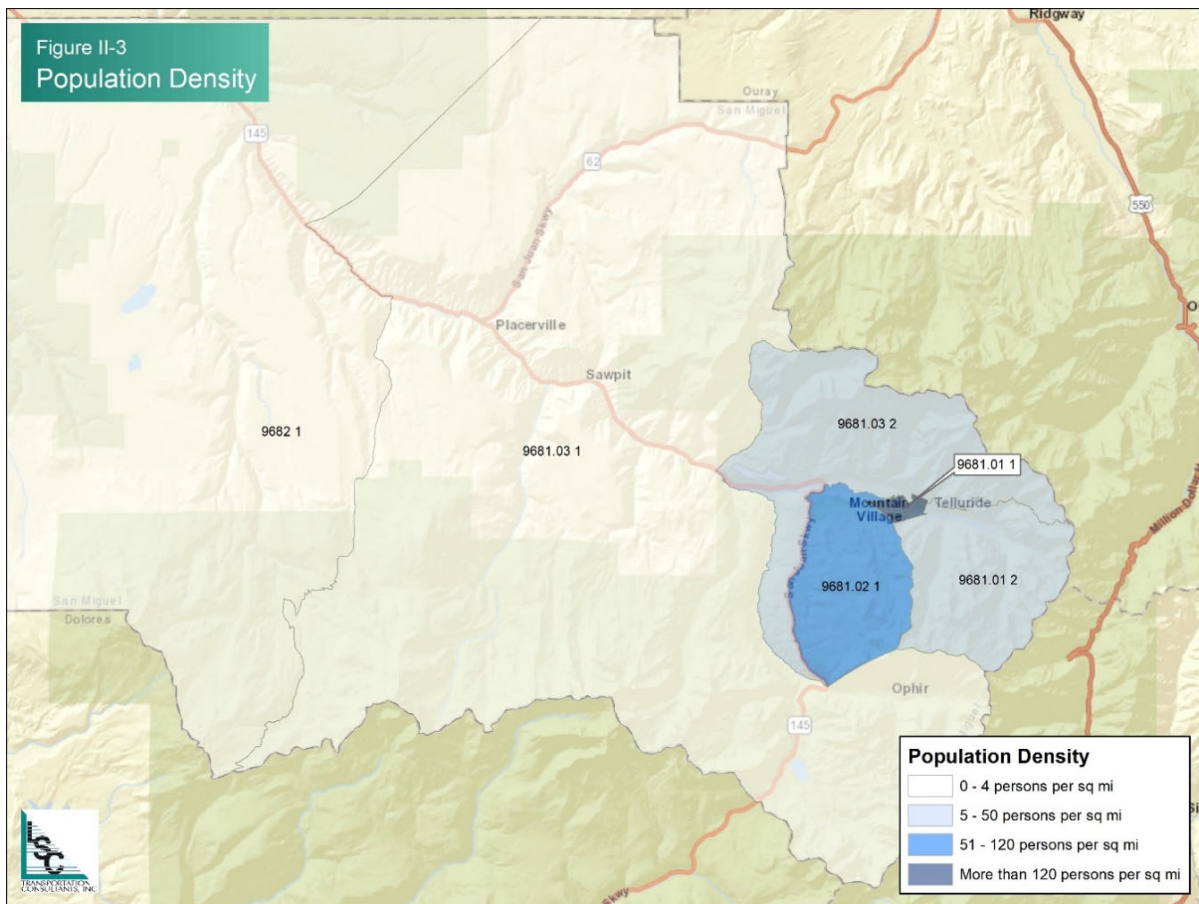 Figure II-3
Population Density
Ridgway
Ouray
San Miguel
145
62
550
San Juan Skwy
Placerville
Sawpit
9682 1
9681.03 1
9681.03 2
9681.01 1
Mountain
Village
Telluride
9681.02 1
9681.01 2
San Miguel
Dolores
Ophir
145
Skwy
Population Density
0 - 4 persons per sq mi
5 - 50 persons per sq mi
51 - 120 persons per sq mi
More than 120 persons per sq mi
LSC
TRANSPORTATION
CONSULTANTS, INC.